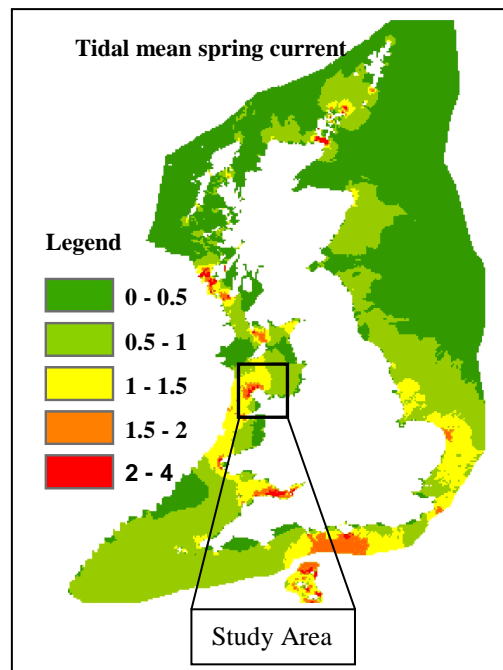 Tidal mean spring current
Legend
0 - 0.5
0.5 - 1
1 - 1.5
1.5 - 2
2 - 4
Study Area